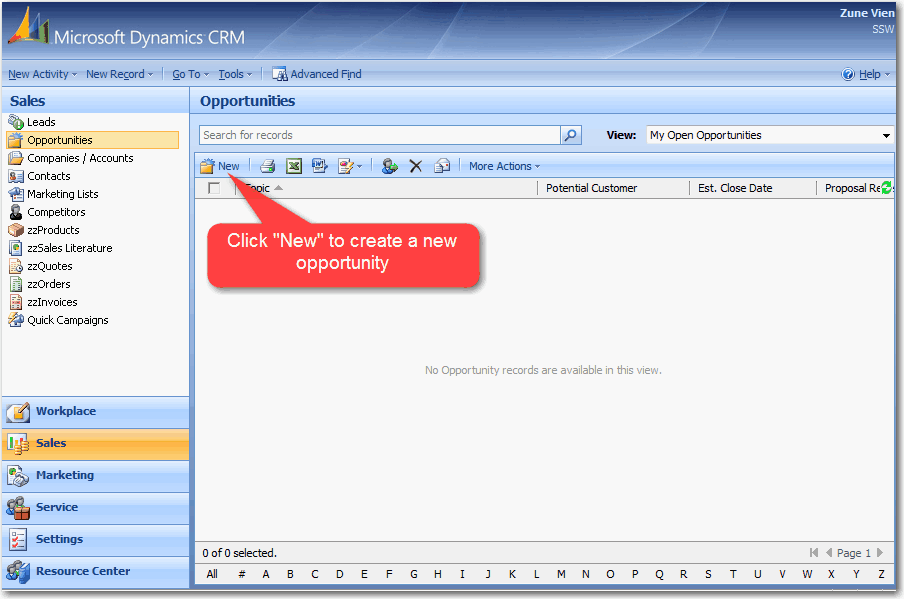 Zune Vien
SSW
Microsoft Dynamics CRM
New Activity New Record Go To Tools Advanced Find Help
Sales
Leads
Opportunities
Companies / Accounts
Contacts
Marketing Lists
Competitors
zzProducts
zzSales Literature
zzQuotes
zzOrders
zzInvoices
Quick Campaigns
Workplace
Sales
Marketing
Service
Settings
Resource Center
Opportunities
Search for records View: My Open Opportunities
New More Actions
Topic Potential Customer Est. Close Date Proposal Re
Click "New" to create a new
opportunity
No Opportunity records are available in this view.
0 of 0 selected. Page 1
All # A B C D E F G H I J K L M N O P Q R S T U V W X Y Z